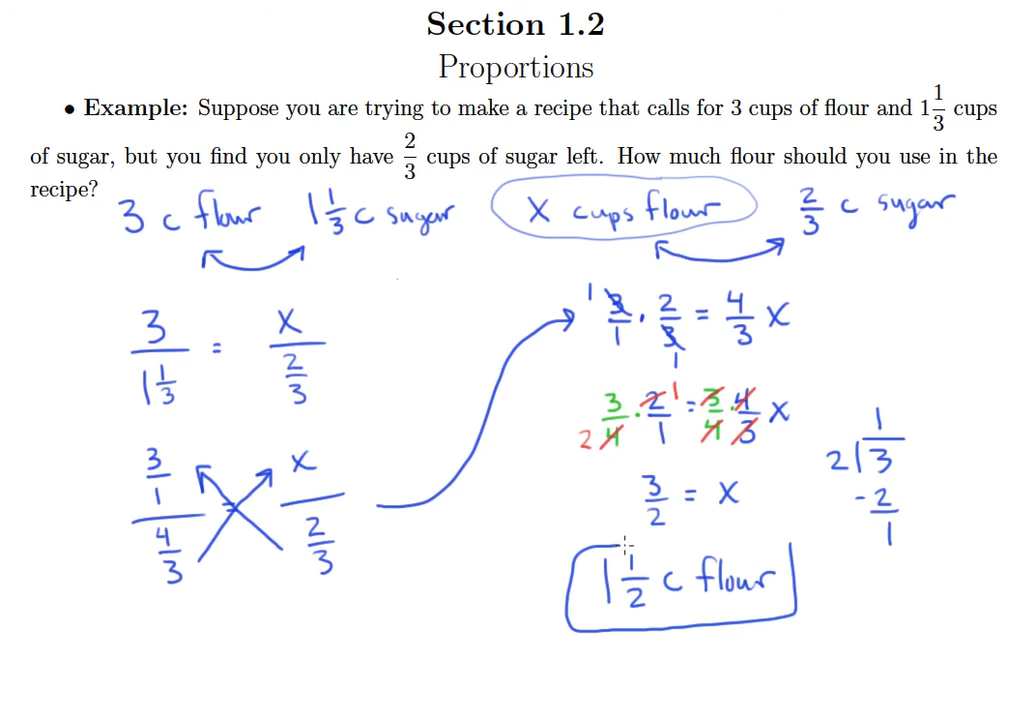 Section 1.2
Proportions
• Example: Suppose you are trying to make a recipe that calls for 3 cups of flour and 1 1/3 cups
of sugar, but you find you only have 2/3 cups of sugar left. How much flour should you use in the
recipe?
3 c flour 1 1/3 c sugar X cups flour 2/3 c sugar
3/(1 1/3) = X/(2/3)
1 3/1 · 2/3 1 = 4/3 X
3/4 2 · 2/1 1 = 3/4 · 4/3 X
(3/1)/(4/3) = X/(2/3)
3/2 = X
1 1/2 c flour
1
2 3
-2
1